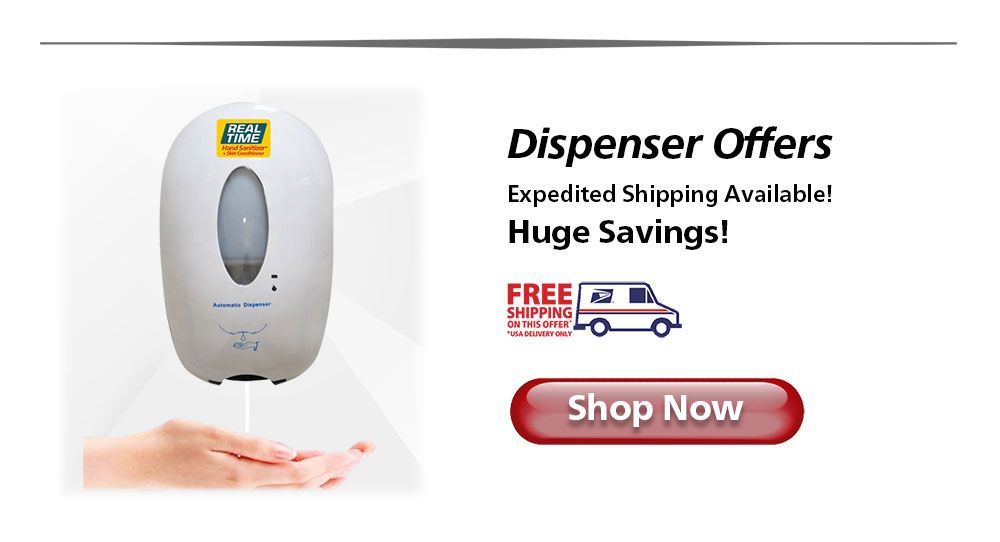 REAL
TIME
Hand Sanitizer*
+ Skin Conditioner
Automatic Dispenser
Dispenser Offers
Expedited Shipping Available!
Huge Savings!
FREE
SHIPPING
ON THIS OFFER*
*USA DELIVERY ONLY
Shop Now